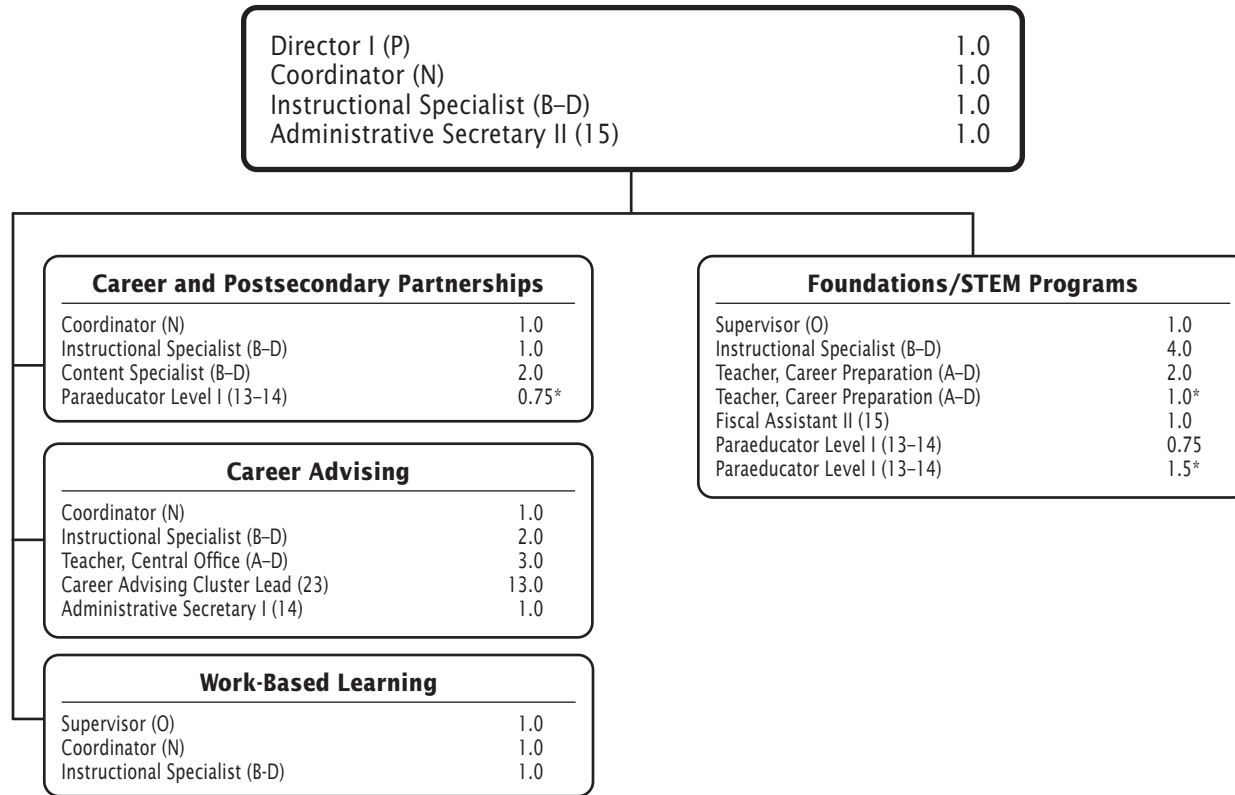 Director I (P) 1.0
Coordinator (N) 1.0
Instructional Specialist (B–D) 1.0
Administrative Secretary II (15) 1.0
Career and Postsecondary Partnerships
Coordinator (N) 1.0
Instructional Specialist (B–D) 1.0
Content Specialist (B–D) 2.0
Paraeducator Level I (13–14) 0.75*
Career Advising
Coordinator (N) 1.0
Instructional Specialist (B–D) 2.0
Teacher, Central Office (A–D) 3.0
Career Advising Cluster Lead (23) 13.0
Administrative Secretary I (14) 1.0
Work-Based Learning
Supervisor (O) 1.0
Coordinator (N) 1.0
Instructional Specialist (B-D) 1.0
Foundations/STEM Programs
Supervisor (O) 1.0
Instructional Specialist (B–D) 4.0
Teacher, Career Preparation (A–D) 2.0
Teacher, Career Preparation (A–D) 1.0*
Fiscal Assistant II (15) 1.0
Paraeducator Level I (13–14) 0.75
Paraeducator Level I (13–14) 1.5*